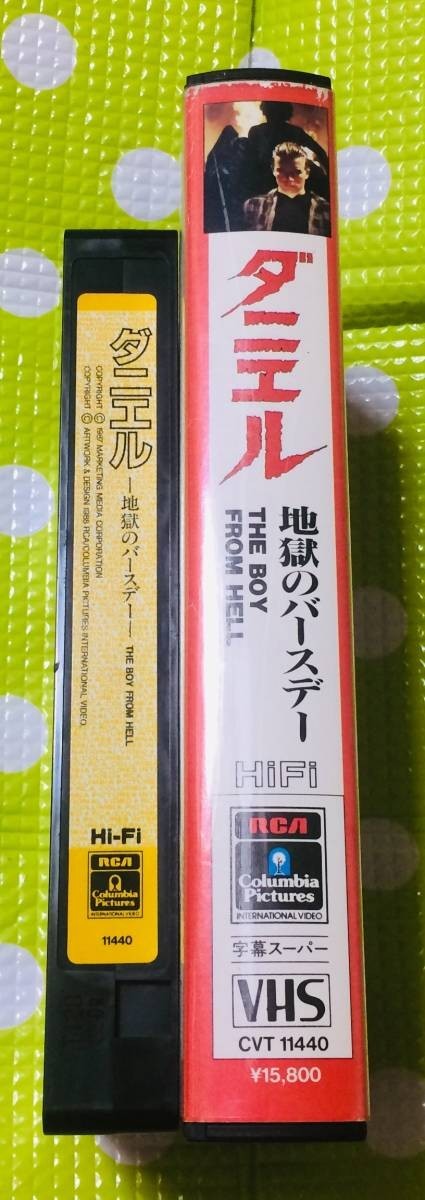 ダニエル
―地獄のバースデー―
THE BOY FROM HELL
COPYRIGHT Ⓒ 1987 MARKETING MEDIA CORPORATION
COPYRIGHT Ⓒ ARTWORK & DESIGN 1988 RCA/COLUMBIA PICTURES INTERNATIONAL VIDEO.
Hi-Fi
RCA
Columbia
Pictures
INTERNATIONAL VIDEO
11440
ダニエル
地獄のバースデー
THE BOY
FROM HELL
HiFi
RCA
Columbia
Pictures
INTERNATIONAL VIDEO
字幕スーパー
VHS
CVT 11440
¥15,800